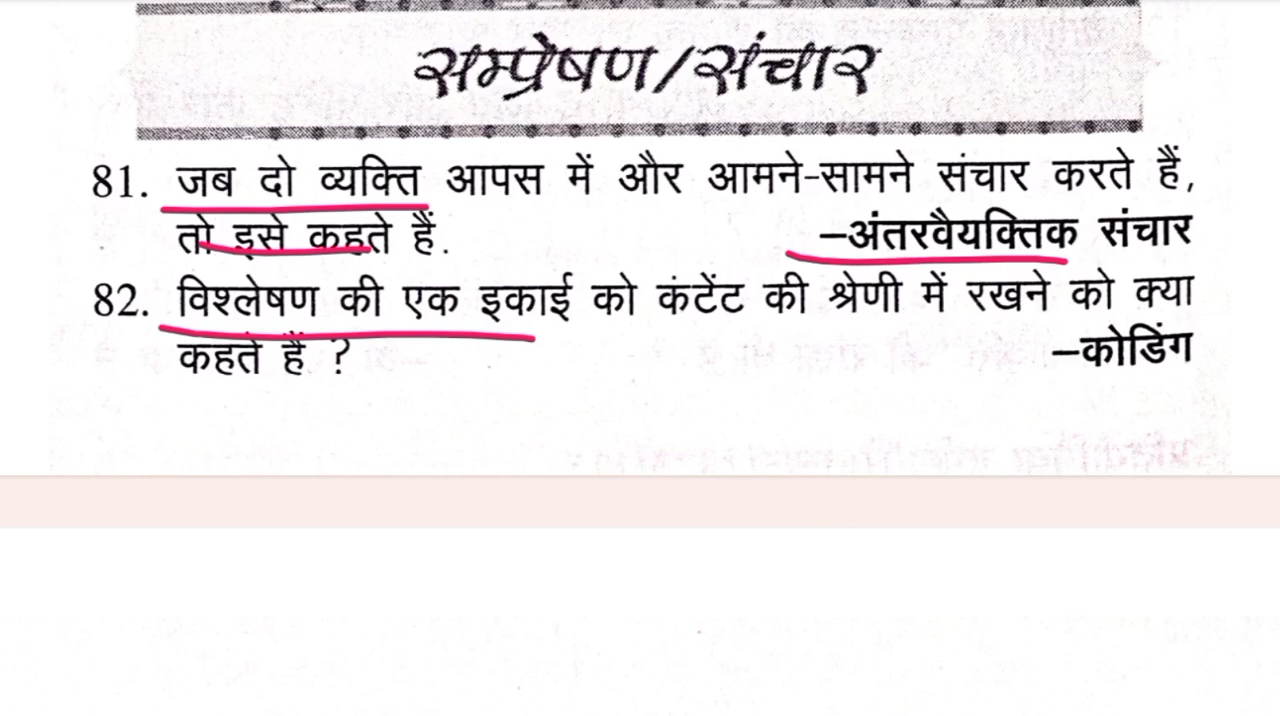 सम्प्रेषण/संचार
81. जब दो व्यक्ति आपस में और आमने-सामने संचार करते हैं,
तो इसे कहते हैं. –अंतरवैयक्तिक संचार
82. विश्लेषण की एक इकाई को कंटेंट की श्रेणी में रखने को क्या
कहते हैं ? –कोडिंग